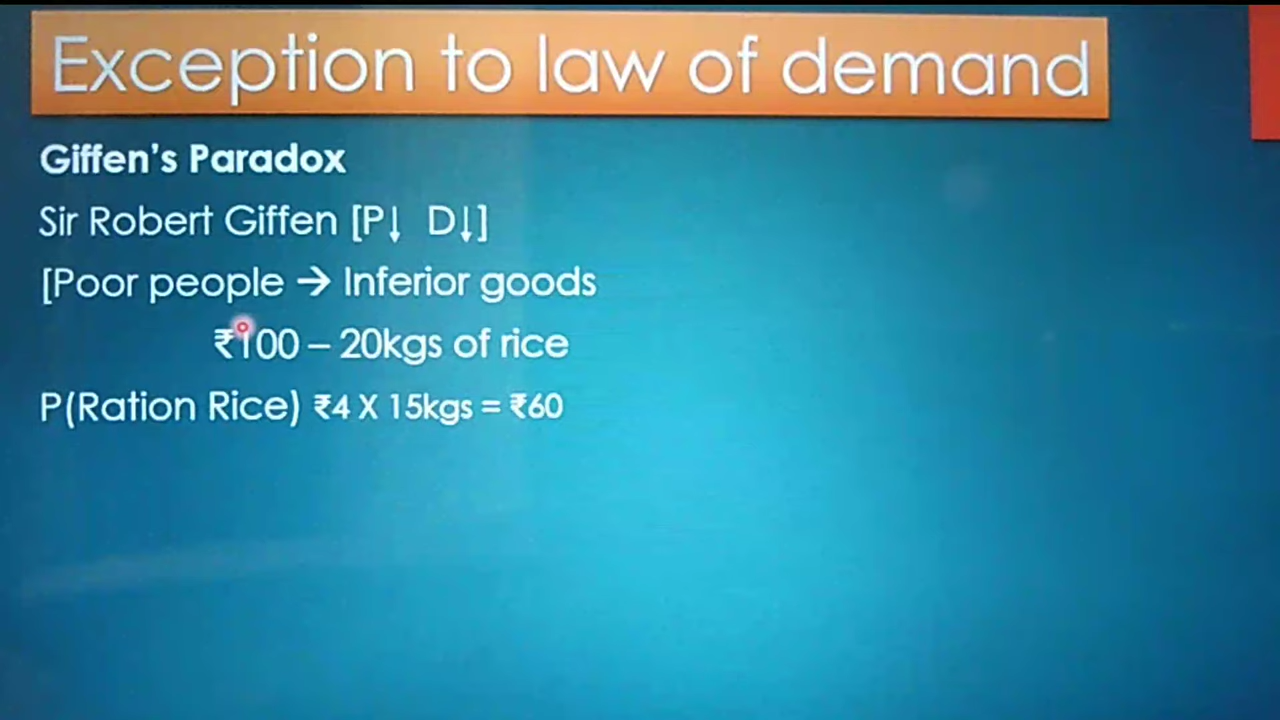 Exception to law of demand
Giffen's Paradox
Sir Robert Giffen [P↓ D↓]
[Poor people → Inferior goods
₹100 – 20kgs of rice
P(Ration Rice) ₹4 X 15kgs = ₹60